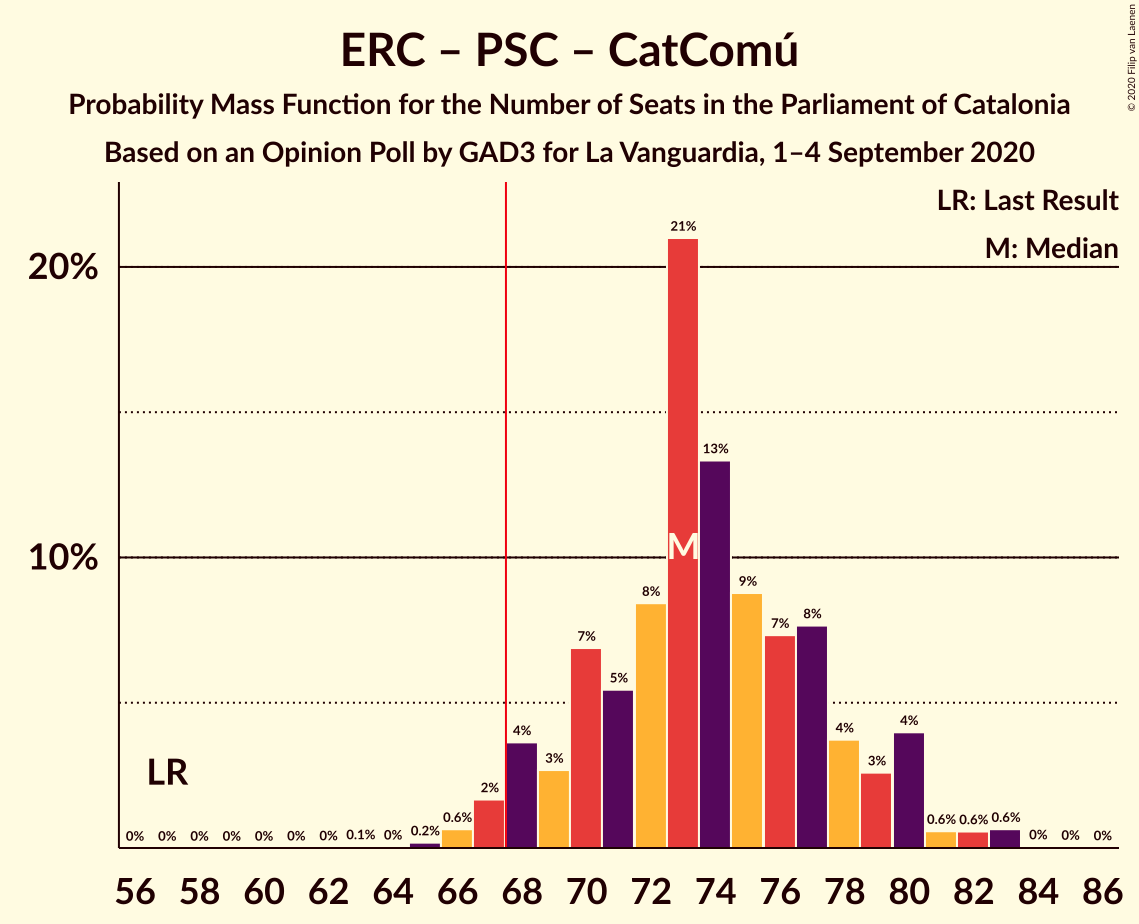 ERC – PSC – CatComú
Probability Mass Function for the Number of Seats in the Parliament of Catalonia
Based on an Opinion Poll by GAD3 for La Vanguardia, 1–4 September 2020
© 2020 Filip van Laenen
LR: Last Result
M: Median
20%
10%
LR
M
0% 0% 0% 0% 0% 0% 0% 0.1% 0% 0.2% 0.6% 2% 4% 3% 7% 5% 8% 21% 13% 9% 7% 8% 4% 3% 4% 0.6% 0.6% 0.6% 0% 0% 0%
56 58 60 62 64 66 68 70 72 74 76 78 80 82 84 86